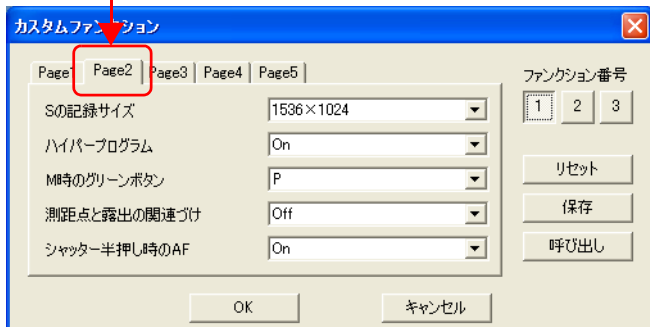 カスタムファンクション
Page1 Page2 Page3 Page4 Page5
ファンクション番号
1 2 3
Sの記録サイズ 1536×1024
ハイパープログラム On
M時のグリーンボタン P
測距点と露出の関連づけ Off
シャッター半押し時のAF On
リセット
保存
呼び出し
OK キャンセル